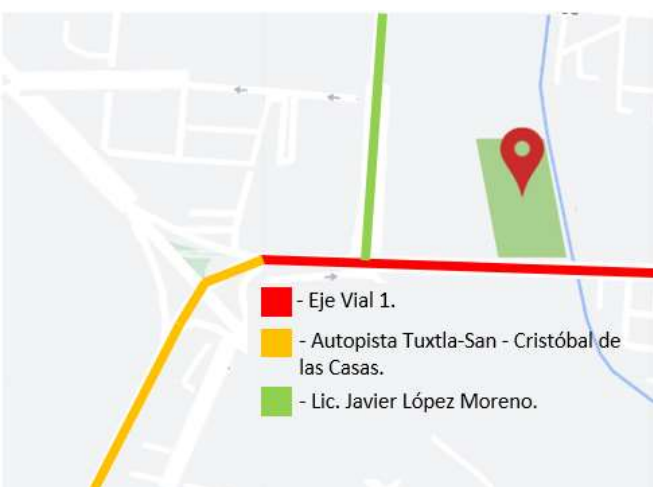 - Eje Vial 1.
- Autopista Tuxtla-San - Cristóbal de
las Casas.
- Lic. Javier López Moreno.